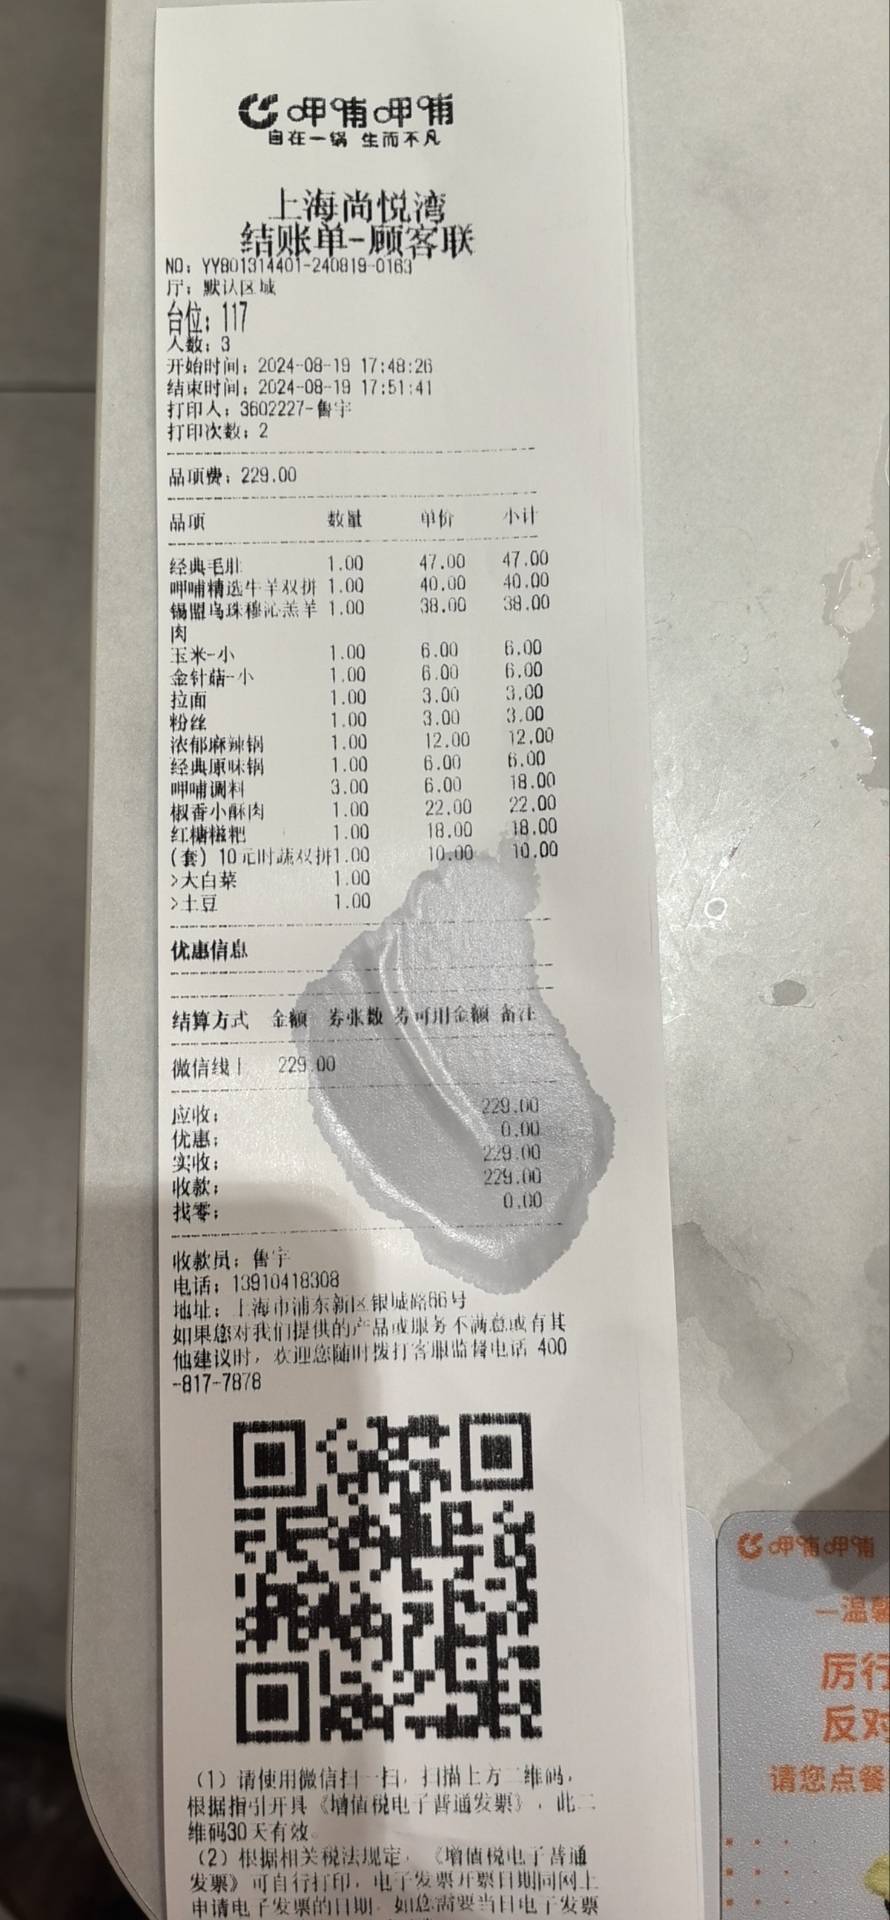 呷哺呷哺
自在一锅 生而不凡
上海尚悦湾
结账单-顾客联
NO: YY801314401-240819-0163
厅: 默认区域
台位: 117
人数: 3
开始时间: 2024-08-19 17:48:26
结束时间: 2024-08-19 17:51:41
打印人: 3602227-鲁宇
打印次数: 2
品项费: 229.00
品项 数量 单价 小计
经典毛肚 1.00 47.00 47.00
呷哺精选牛羊双拼 1.00 40.00 40.00
锡盟乌珠穆沁羔羊 1.00 38.00 38.00
肉
玉米-小 1.00 6.00 6.00
金针菇-小 1.00 6.00 6.00
拉面 1.00 3.00 3.00
粉丝 1.00 3.00 3.00
浓郁麻辣锅 1.00 12.00 12.00
经典原味锅 1.00 6.00 6.00
呷哺调料 3.00 6.00 18.00
椒香小酥肉 1.00 22.00 22.00
红糖糍粑 1.00 18.00 18.00
(套) 10元时蔬双拼1.00 10.00 10.00
>大白菜 1.00
>土豆 1.00
优惠信息
结算方式 金额 券张数 券可用金额 备注
微信线上 229.00
应收: 229.00
优惠: 0.00
实收: 229.00
收款: 229.00
找零: 0.00
收款员: 鲁宇
电话: 13910418308
地址: 上海市浦东新区银城路66号
如果您对我们提供的产品或服务不满意或有其
他建议时, 欢迎您随时拨打客服监督电话 400
-817-7878
(1) 请使用微信扫一扫, 扫描上方二维码,
根据指引开具《增值税电子普通发票》, 此二
维码30天有效。
(2) 根据相关税法规定, 《增值税电子普通
发票》可自行打印, 电子发票开票日期同网上
申请电子发票的日期. 如您需要当日电子发票
呷哺呷哺
一温馨
厉行
反对
请您点餐